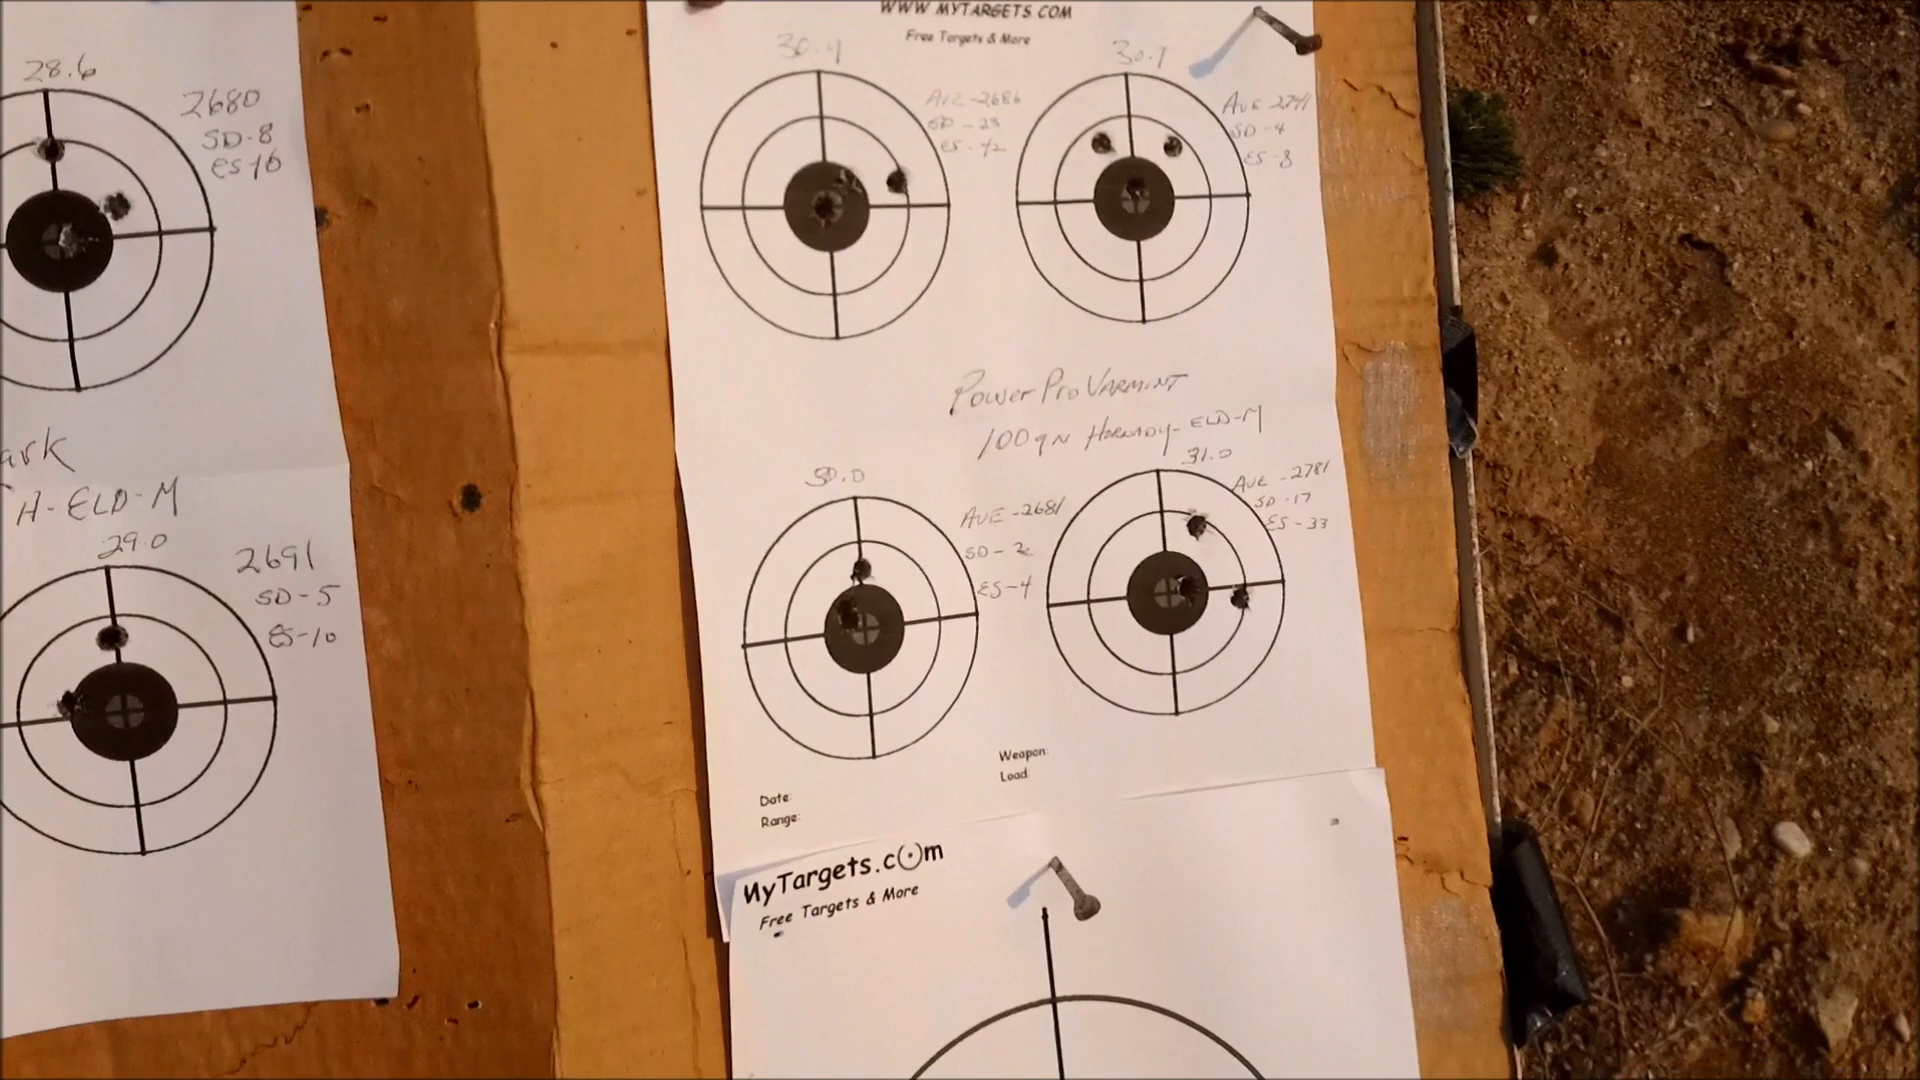 28.6
2680
SD-8
ES-16
ark
H-ELD-M
29.0
2691
SD-5
ES-10
WWW MYTARGETS.COM
Free Targets & More
30.4
AVE-2686
SD-23
ES-42
30.7
AVE 2741
SD-4
ES-8
Power Pro Varmint
100gn Hornady-ELD-M
30.0
AVE-2681
SD-2
ES-4
31.0
AVE-2781
SD-17
ES-33
Weapon:
Load:
Date:
Range:
MyTargets.com
Free Targets & More